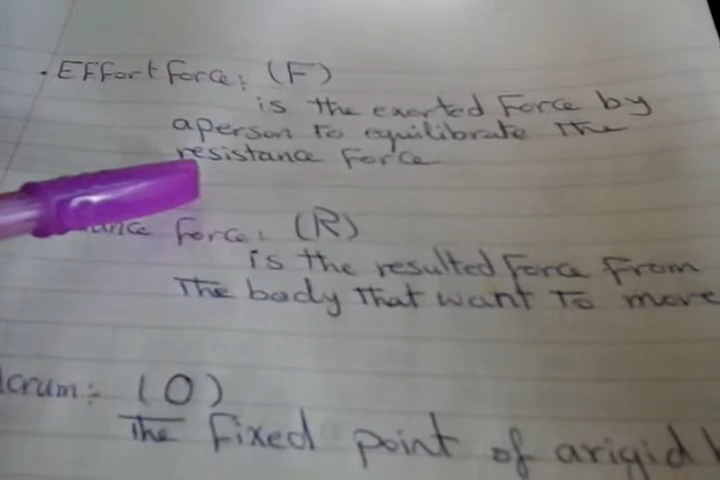 . Effort force: (F)
is the exerted Force by
aperson to equilibrate the
resistance force
force: (R)
is the resulted force from
The body that want to move
(O)
The fixed point of arigid